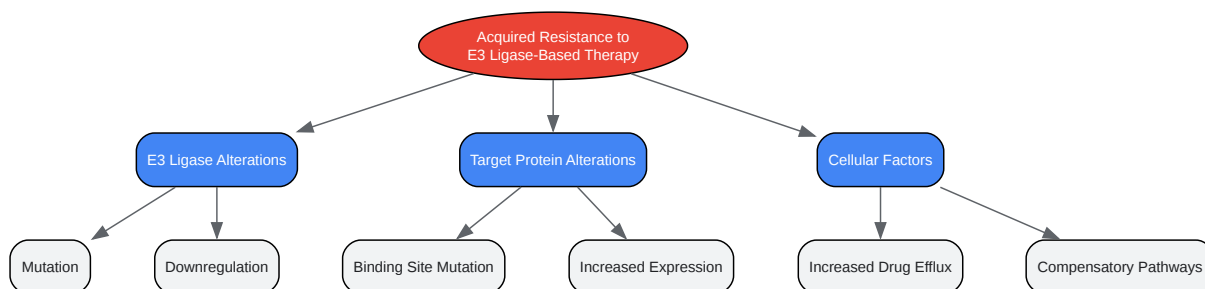 Acquired Resistance to
E3 Ligase-Based Therapy
E3 Ligase Alterations
Target Protein Alterations
Cellular Factors
Mutation
Downregulation
Binding Site Mutation
Increased Expression
Increased Drug Efflux
Compensatory Pathways